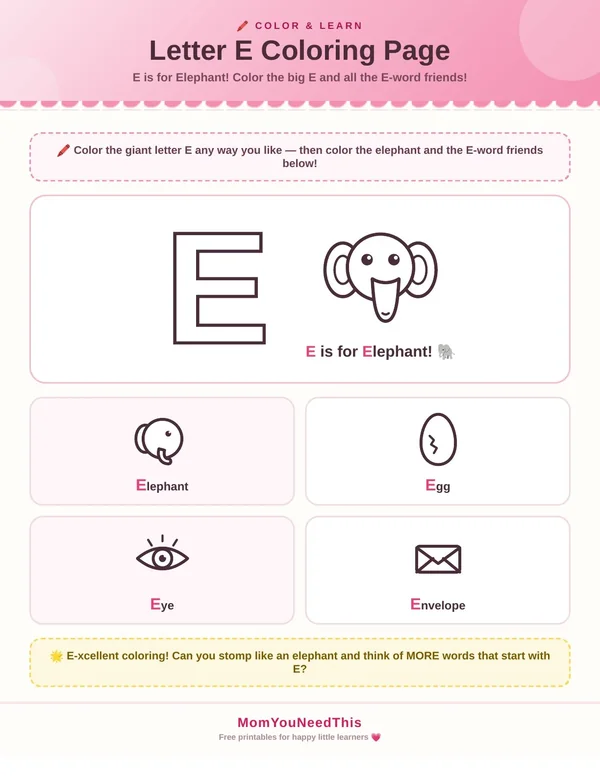 🖍️ COLOR & LEARN
Letter E Coloring Page
E is for Elephant! Color the big E and all the E-word friends!
🖍️ Color the giant letter E any way you like — then color the elephant and the E-word friends
below!
E
E is for Elephant! 🐘
Elephant
Egg
Eye
Envelope
🌟 E-xcellent coloring! Can you stomp like an elephant and think of MORE words that start with
E?
MomYouNeedThis
Free printables for happy little learners 💗